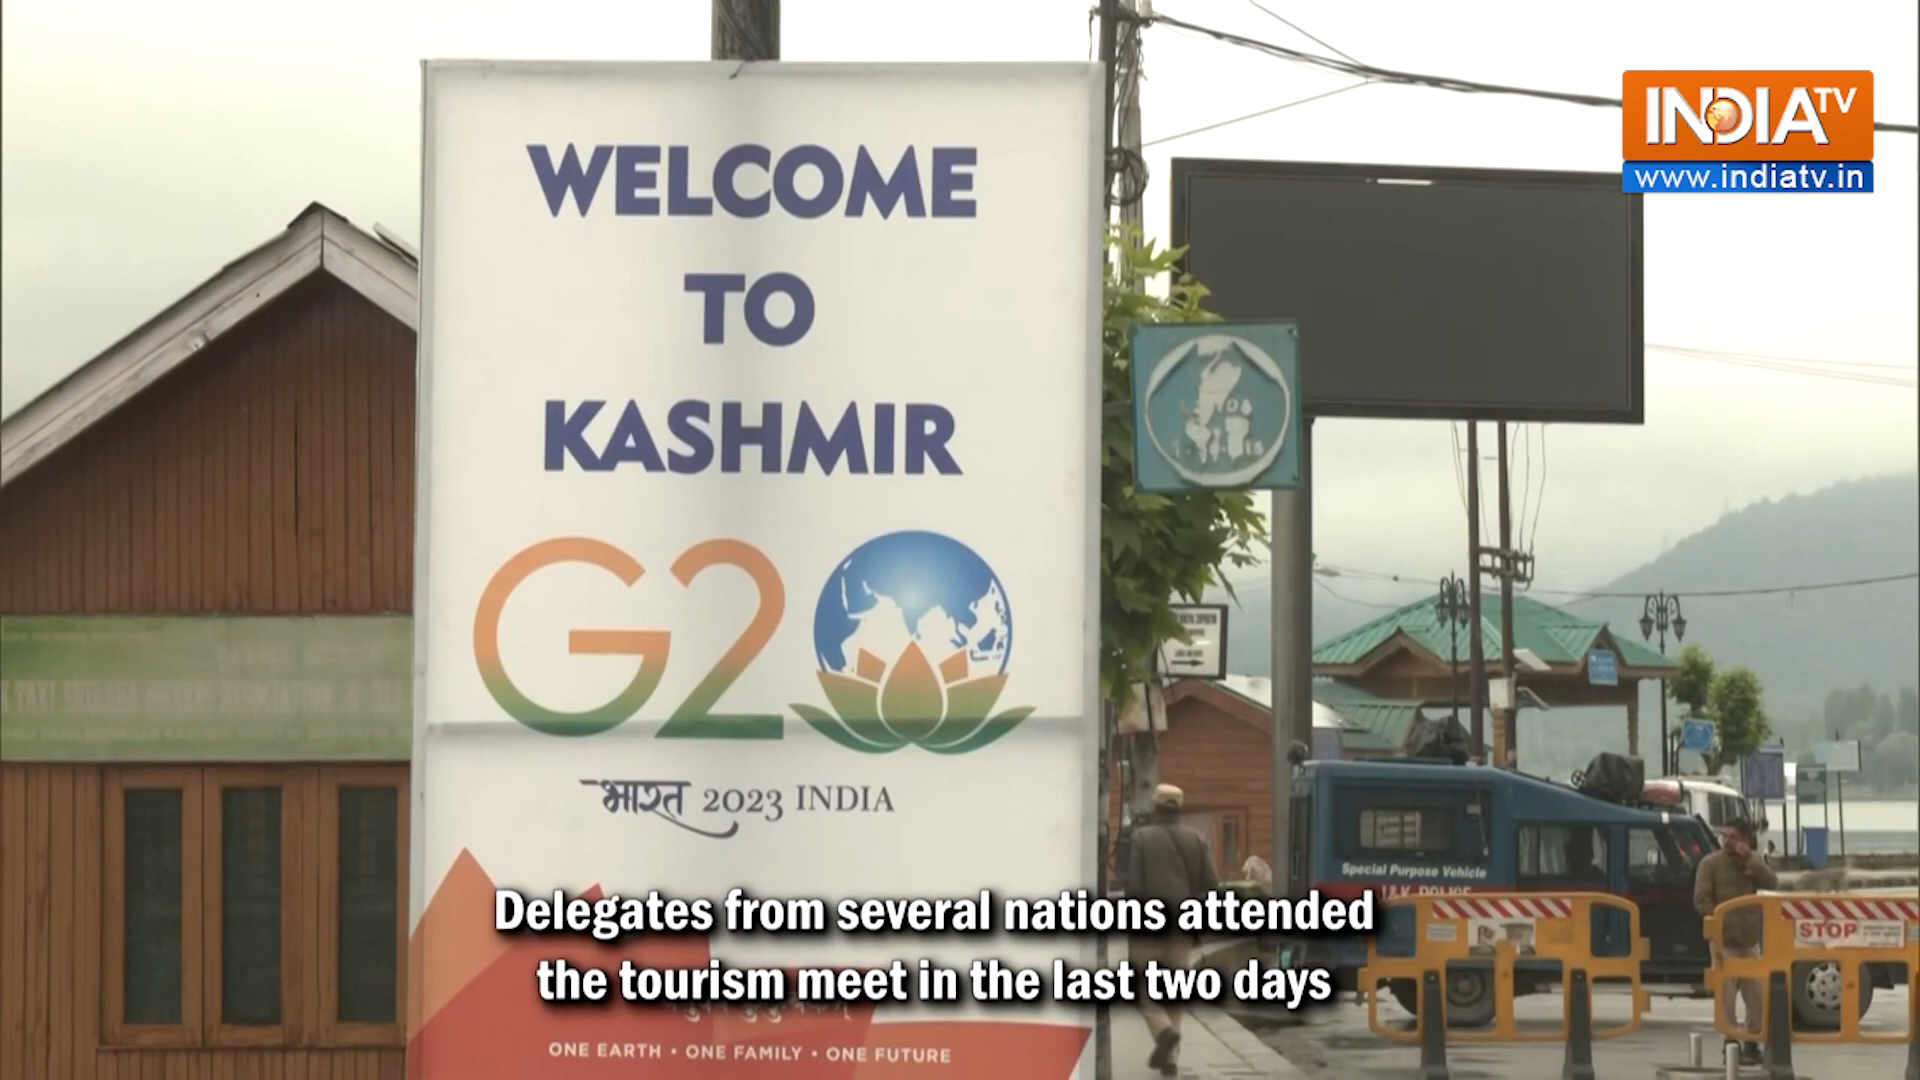 WELCOME
TO
KASHMIR
G20
भारत 2023 INDIA
ONE EARTH • ONE FAMILY • ONE FUTURE
INDIA TV
www.indiatv.in
Special Purpose Vehicle
J&K POLICE
STOP
Delegates from several nations attended
the tourism meet in the last two days